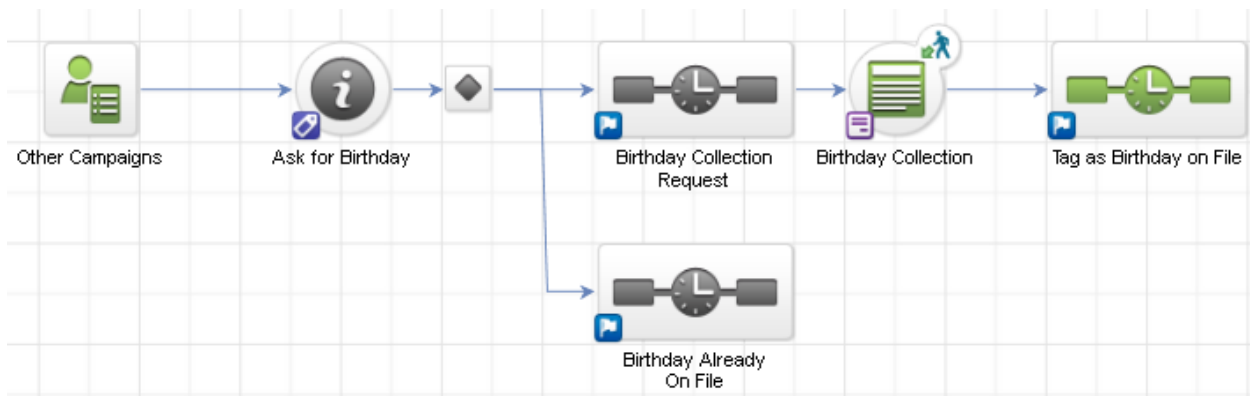 Other Campaigns
Ask for Birthday
Birthday Collection
Request
Birthday Collection
Tag as Birthday on File
Birthday Already
On File